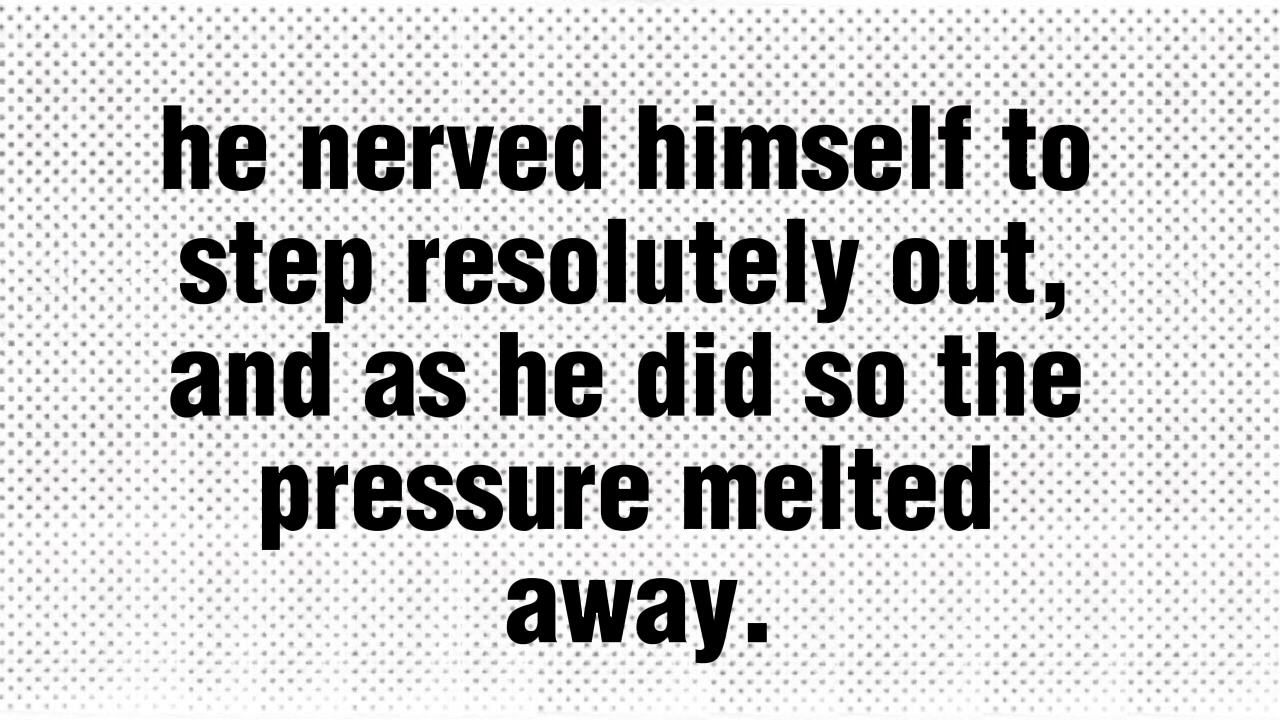 he nerved himself to
step resolutely out,
and as he did so the
pressure melted
away.